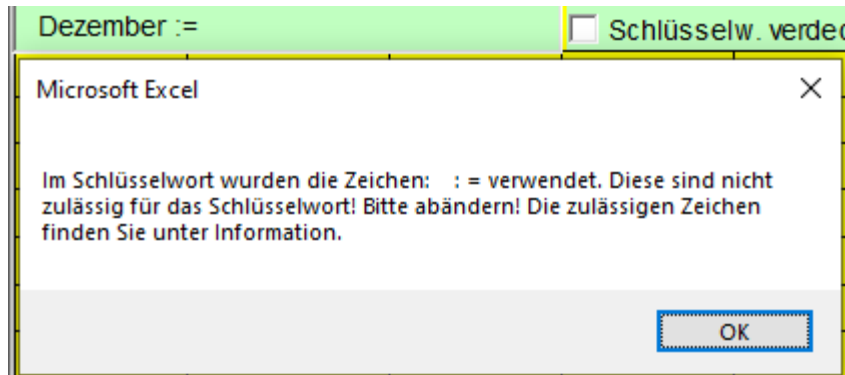 Dezember :=
Schlüsselw. verdec
Microsoft Excel
Im Schlüsselwort wurden die Zeichen:   : = verwendet. Diese sind nicht
zulässig für das Schlüsselwort! Bitte abändern! Die zulässigen Zeichen
finden Sie unter Information.
OK